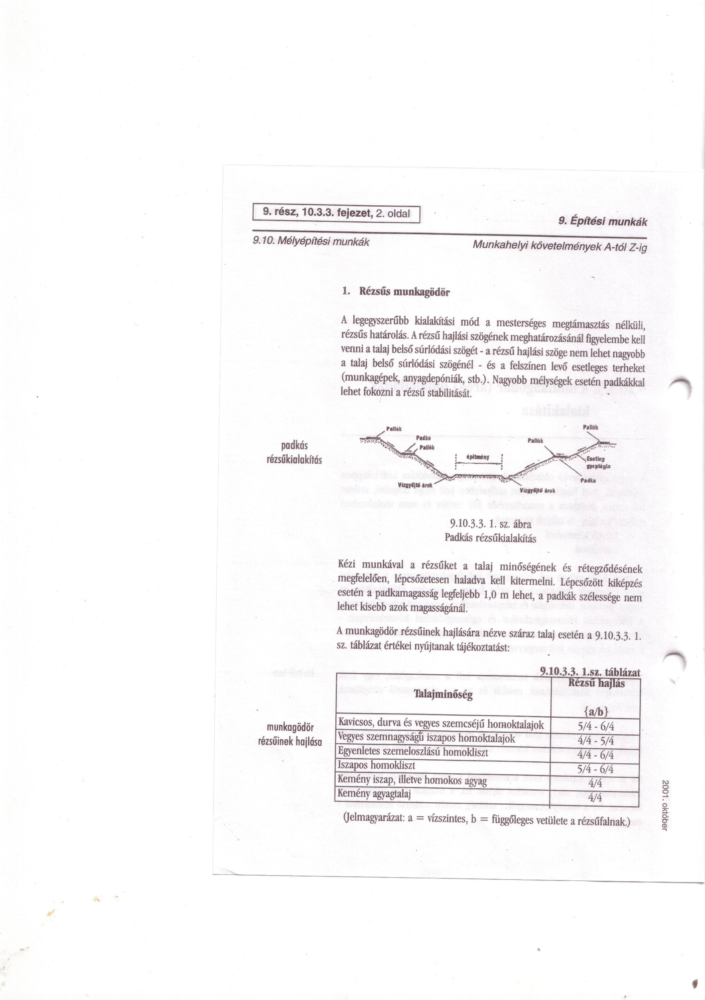 9. rész, 10.3.3. fejezet, 2. oldal
9. Építési munkák
9.10. Mélyépítési munkák
Munkahelyi követelmények A-tól Z-ig
1. Rézsűs munkagödör
A legegyszerűbb kialakítási mód a mesterséges megtámasztás nélküli,
rézsűs határolás. A rézsű hajlási szögének meghatározásánál figyelembe kell
venni a talaj belső súrlódási szögét - a rézsű hajlási szöge nem lehet nagyobb
a talaj belső súrlódási szögénél - és a felszínen levő esetleges terheket
(munkagépek, anyagdepóniák, stb.). Nagyobb mélységek esetén padkákkal
lehet fokozni a rézsű stabilitását.
padkás
rézsűkialakítás
Pallók
Padka
Pallók
építmény
Vízgyűjtő árok
Pallók
Pallók
Esetleg
gyeptégla
Padka
Vízgyűjtő árok
9.10.3.3. 1. sz. ábra
Padkás rézsűkialakítás
Kézi munkával a rézsűket a talaj minőségének és rétegződésének
megfelelően, lépcsőzetesen haladva kell kitermelni. Lépcsőzött kiképzés
esetén a padkamagasság legfeljebb 1,0 m lehet, a padkák szélessége nem
lehet kisebb azok magasságánál.
A munkagödör rézsűinek hajlására nézve száraz talaj esetén a 9.10.3.3. 1.
sz. táblázat értékei nyújtanak tájékoztatást:
munkagödör
rézsűinek hajlása
9.10.3.3. 1.sz. táblázat
Talajminőség
Rézsű hajlás
{a/b}
Kavicsos, durva és vegyes szemcséjű homoktalajok 5/4 - 6/4
Vegyes szemnagyságú iszapos homoktalajok 4/4 - 5/4
Egyenletes szemeloszlású homokliszt 4/4 - 6/4
Iszapos homokliszt 5/4 - 6/4
Kemény iszap, illetve homokos agyag 4/4
Kemény agyagtalaj 4/4
(Jelmagyarázat: a = vízszintes, b = függőleges vetülete a rézsűfalnak.)
2001. október